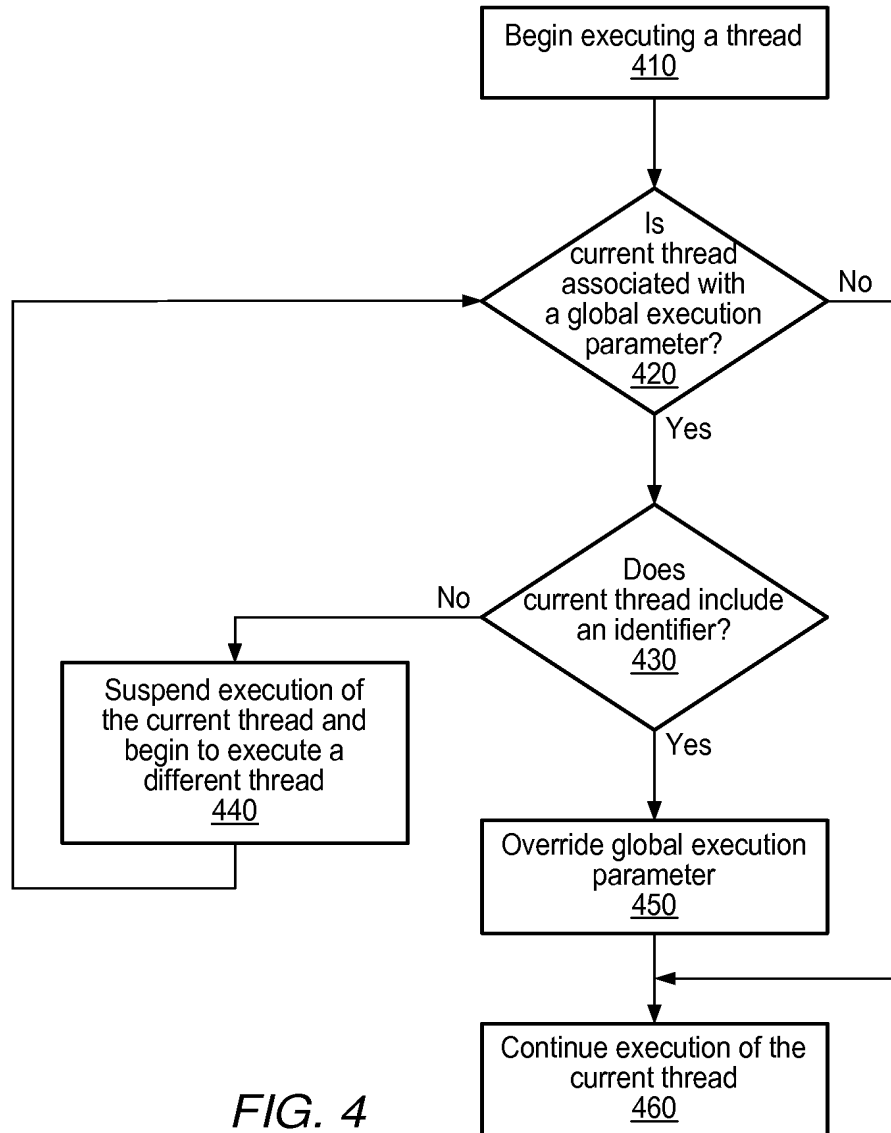 Begin executing a thread
410
Is
current thread
associated with
a global execution
parameter?
420
No
Yes
Does
current thread include
an identifier?
430
No
Yes
Suspend execution of
the current thread and
begin to execute a
different thread
440
Override global execution
parameter
450
Continue execution of the
current thread
460
FIG. 4